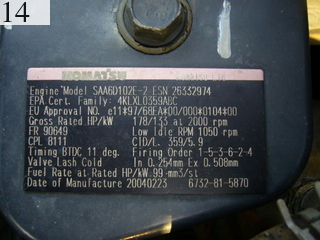 14
KOMATSU
Engine Model SAA6D102E-2 ESN 26332974
EPA Cert. Family: 4KLXL0359ABC
EU Approval NO. e11*97/68EA*00/000*0104*00
Gross Rated HP/kW 178/133 at 2000 rpm
FR 90649 Low Idle RPM 1050 rpm
CPL 8111 CID/L. 359/5.9
Timing BTDC 11 deg. Firing Order 1-5-3-6-2-4
Valve Lash Cold In 0.254mm Ex 0.508mm
Fuel Rate at Rated HP/kW 99 mm3/st
Date of Manufacture 20040223 6732-81-5870